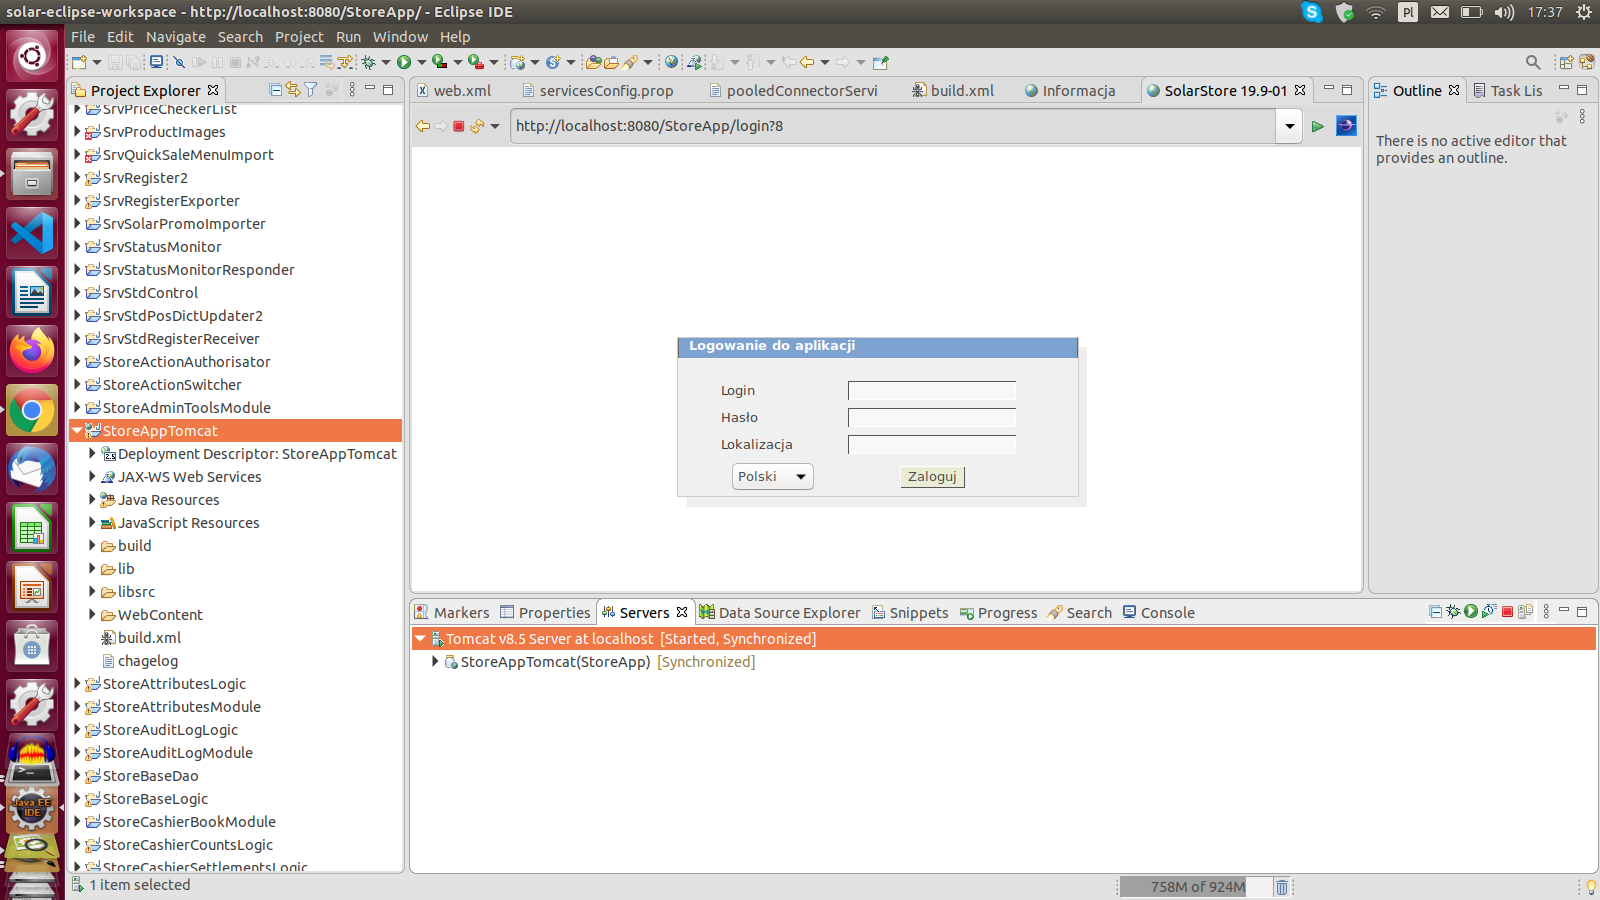 solar-eclipse-workspace - http://localhost:8080/StoreApp/ - Eclipse IDE
Pl
17:37
File Edit Navigate Search Project Run Window Help
Project Explorer
SrvPriceCheckerList
SrvProductImages
SrvQuickSaleMenuImport
SrvRegister2
SrvRegisterExporter
SrvSolarPromoImporter
SrvStatusMonitor
SrvStatusMonitorResponder
SrvStdControl
SrvStdPosDictUpdater2
SrvStdRegisterReceiver
StoreActionAuthorisator
StoreActionSwitcher
StoreAdminToolsModule
StoreAppTomcat
Deployment Descriptor: StoreAppTomcat
JAX-WS Web Services
Java Resources
JavaScript Resources
build
lib
libsrc
WebContent
build.xml
chagelog
StoreAttributesLogic
StoreAttributesModule
StoreAuditLogLogic
StoreAuditLogModule
StoreBaseDao
StoreBaseLogic
StoreCashierBookModule
StoreCashierCountsLogic
StoreCashierSettlementsLogic
web.xml
servicesConfig.prop
pooledConnectorServi
build.xml
Informacja
SolarStore 19.9-01
http://localhost:8080/StoreApp/login?8
Logowanie do aplikacji
Login
Hasło
Lokalizacja
Polski
Zaloguj
Outline
Task Lis
There is no active editor that
provides an outline.
Markers
Properties
Servers
Data Source Explorer
Snippets
Progress
Search
Console
Tomcat v8.5 Server at localhost [Started, Synchronized]
StoreAppTomcat(StoreApp) [Synchronized]
Java EE
IDE
1 item selected
758M of 924M